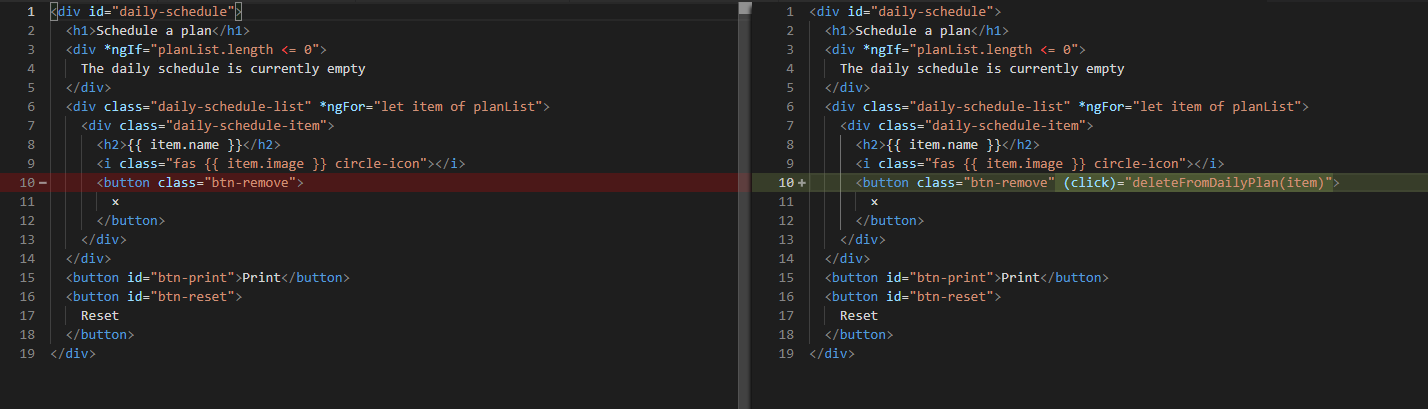 1 <div id="daily-schedule">
2 <h1>Schedule a plan</h1>
3 <div *ngIf="planList.length <= 0">
4 The daily schedule is currently empty
5 </div>
6 <div class="daily-schedule-list" *ngFor="let item of planList">
7 <div class="daily-schedule-item">
8 <h2>{{ item.name }}</h2>
9 <i class="fas {{ item.image }} circle-icon"></i>
10- <button class="btn-remove">
11 x
12 </button>
13 </div>
14 </div>
15 <button id="btn-print">Print</button>
16 <button id="btn-reset">
17 Reset
18 </button>
19 </div>
1 <div id="daily-schedule">
2 <h1>Schedule a plan</h1>
3 <div *ngIf="planList.length <= 0">
4 The daily schedule is currently empty
5 </div>
6 <div class="daily-schedule-list" *ngFor="let item of planList">
7 <div class="daily-schedule-item">
8 <h2>{{ item.name }}</h2>
9 <i class="fas {{ item.image }} circle-icon"></i>
10+ <button class="btn-remove" (click)="deleteFromDailyPlan(item)">
11 x
12 </button>
13 </div>
14 </div>
15 <button id="btn-print">Print</button>
16 <button id="btn-reset">
17 Reset
18 </button>
19 </div>